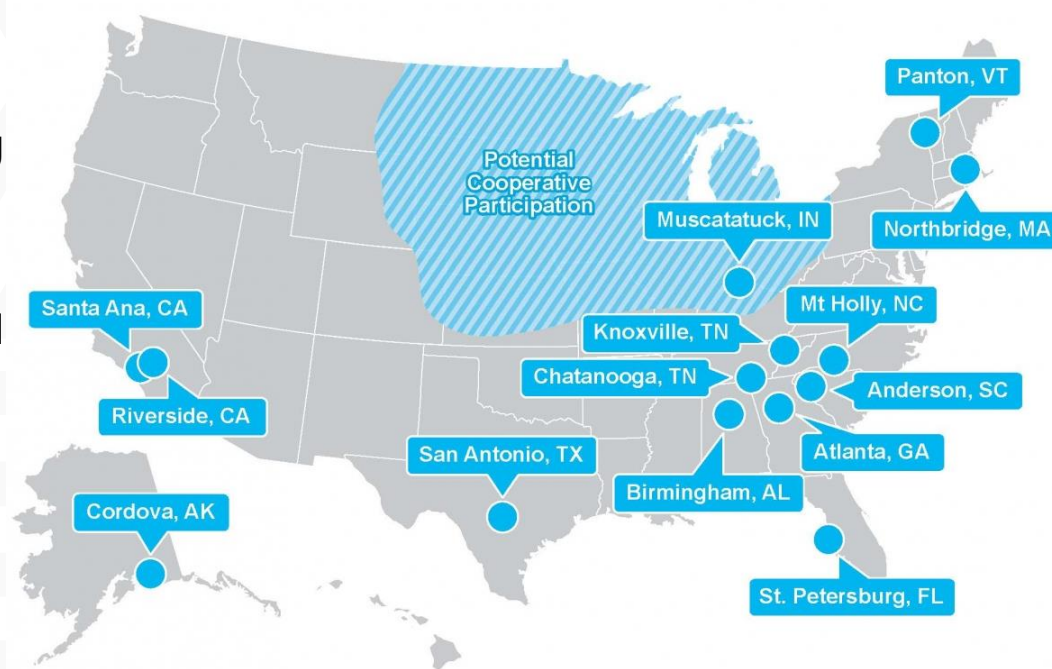 Panton, VT
Potential
Cooperative
Participation
Muscatatuck, IN
Northbridge, MA
Santa Ana, CA
Mt Holly, NC
Knoxville, TN
Chatanooga, TN
Anderson, SC
Riverside, CA
San Antonio, TX
Atlanta, GA
Birmingham, AL
Cordova, AK
St. Petersburg, FL